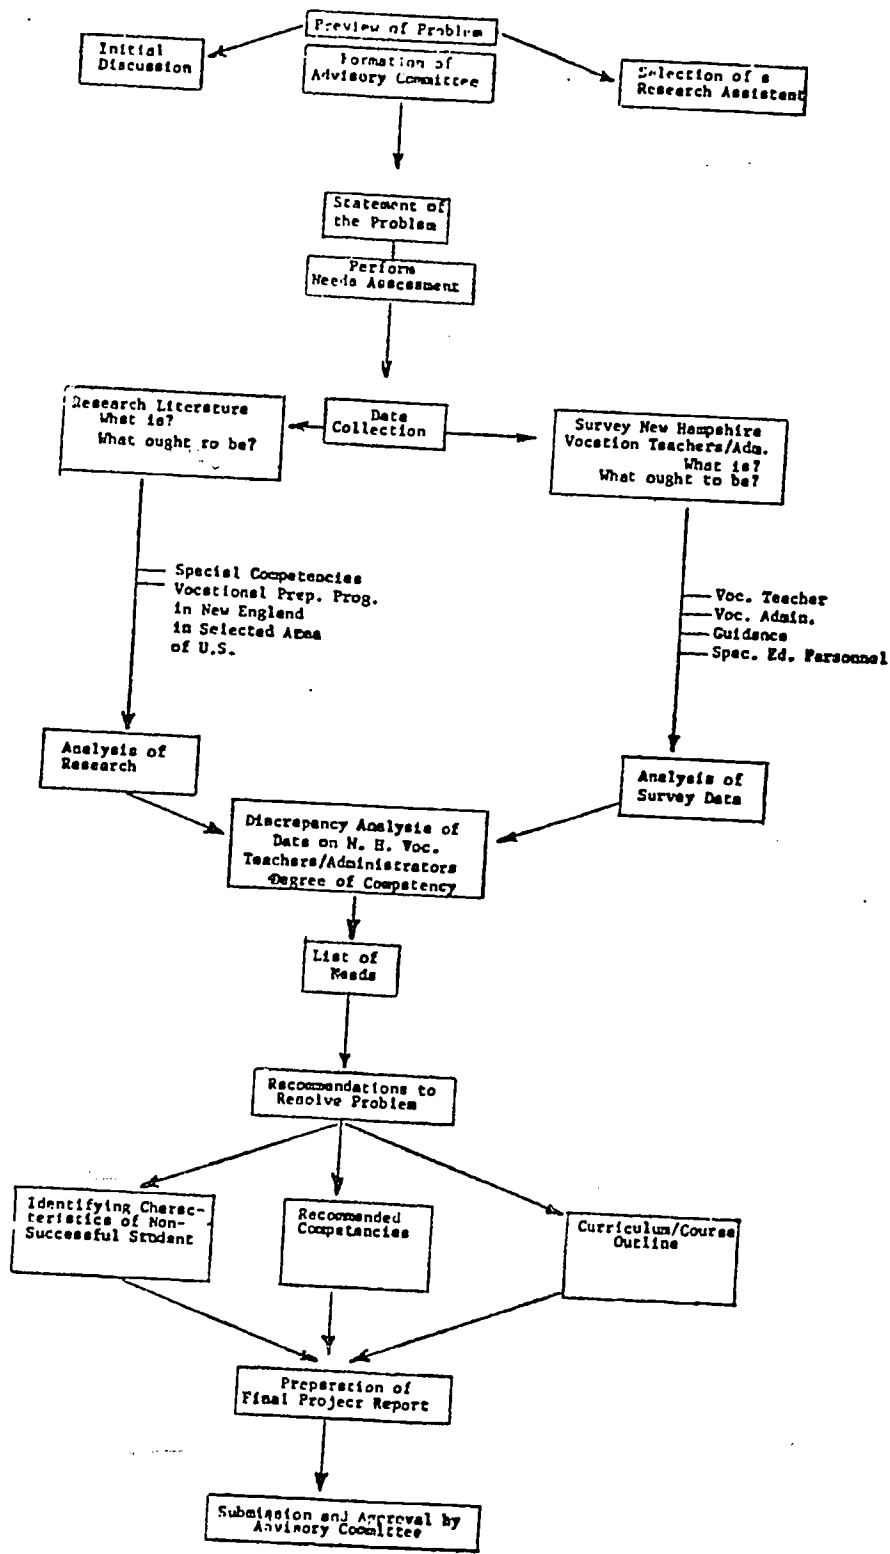 Preview of Problem
Initial
Discussion
Formation of
Advisory Committee
Selection of a
Research Assistant
Statement of
the Problem
Perform
Needs Assessment
Research Literature
What is?
What ought to be?
Data
Collection
Survey New Hampshire
Vocation Teachers/Adm.
What is?
What ought to be?
Special Competencies
Vocational Prep. Prog.
in New England
in Selected Area
of U.S.
Voc. Teacher
Voc. Admin.
Guidance
Spec. Ed. Personnel
Analysis of
Research
Analysis of
Survey Data
Discrepancy Analysis of
Data on N. H. Voc.
Teachers/Administrators
Degree of Competency
List of
Needs
Recommendations to
Resolve Problem
Identifying Charac-
teristics of Non-
Successful Student
Recommended
Competencies
Curriculum/Course
Outline
Preparation of
Final Project Report
Submission and Approval by
Advisory Committee